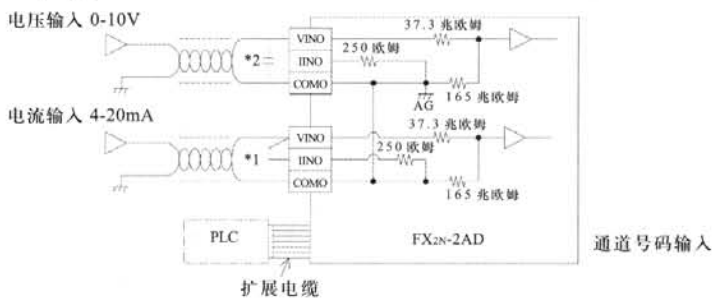 电压输入 0-10V
VINO
IINO
COMO
*2
37.3 兆欧姆
250 欧姆
AG
165 兆欧姆
电流输入 4-20mA
VINO
IINO
COMO
*1
37.3 兆欧姆
250 欧姆
165 兆欧姆
PLC
FX2N-2AD
通道号码输入
扩展电缆